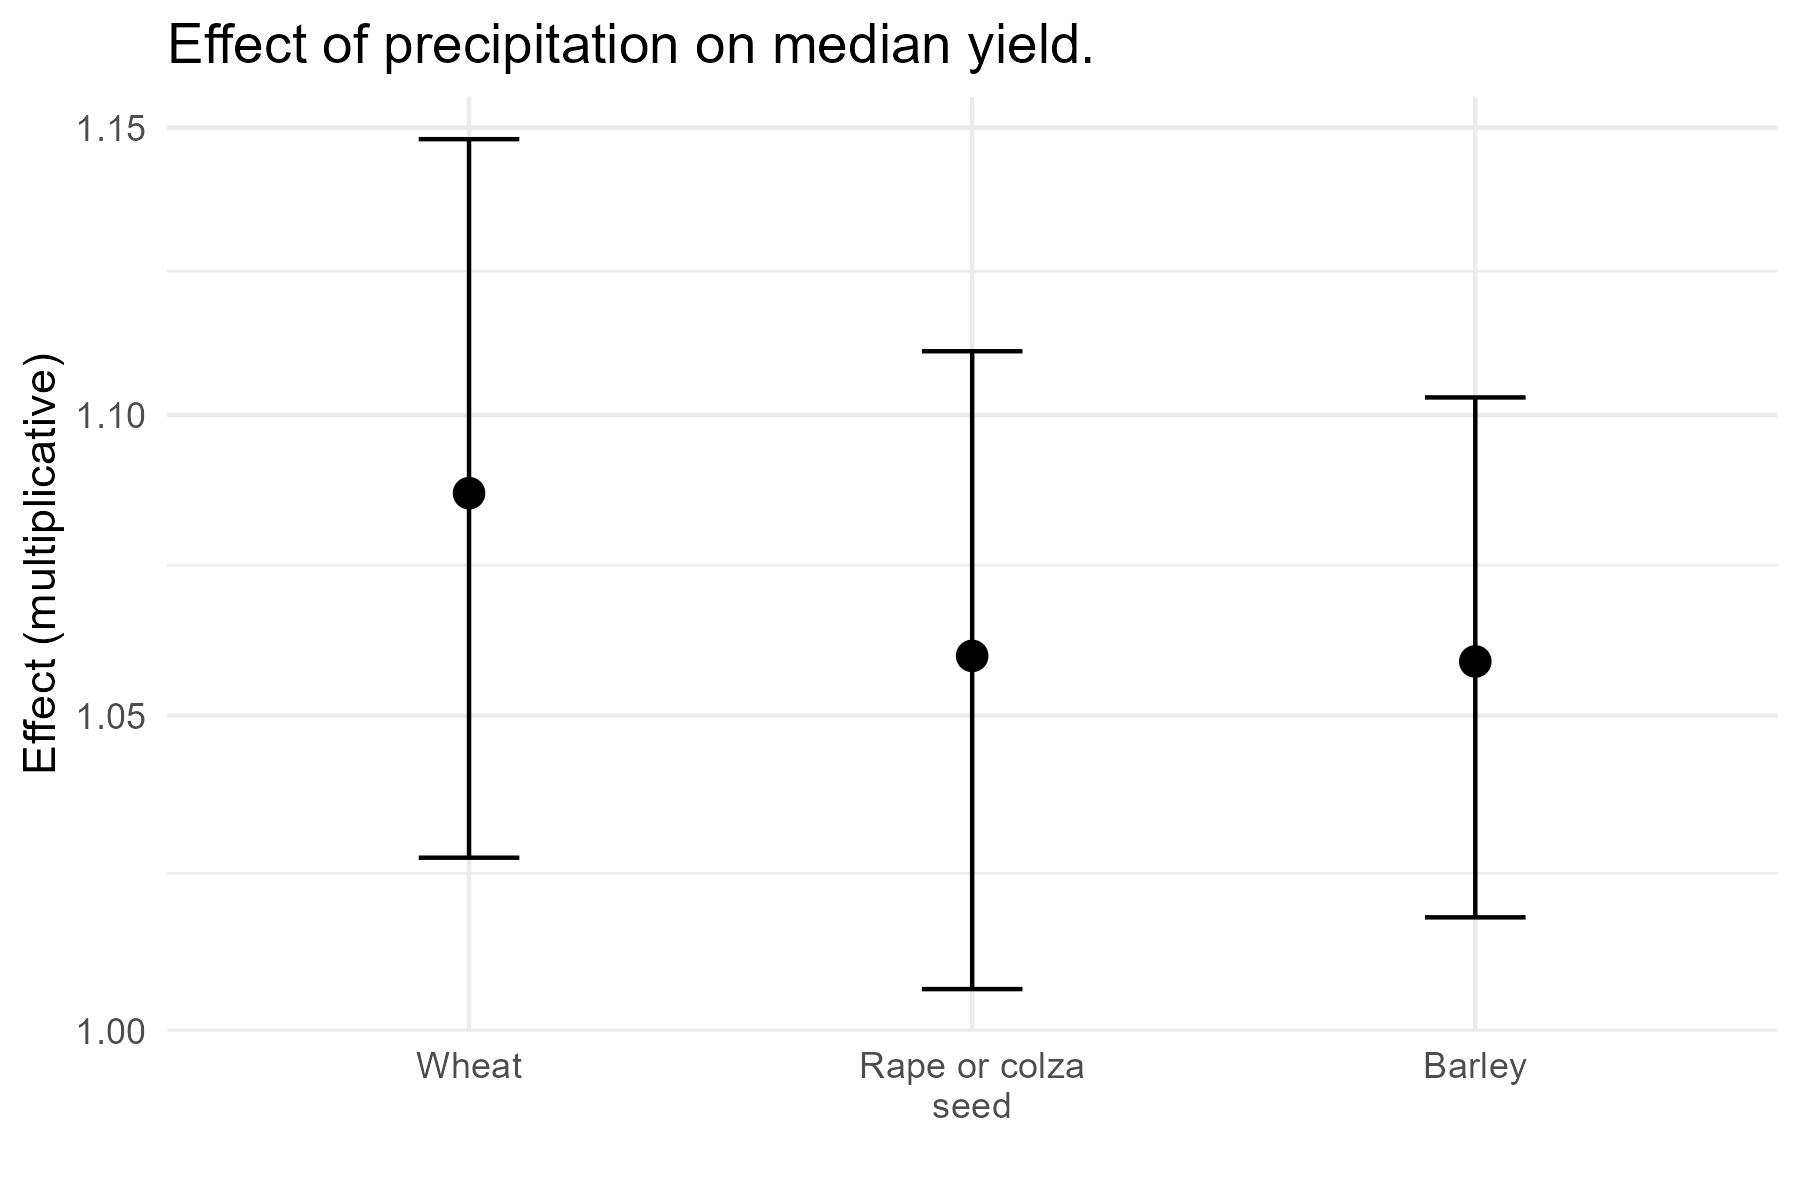 Effect of precipitation on median yield.
Effect (multiplicative)
1.15
1.10
1.05
1.00
Wheat
Rape or colza
seed
Barley